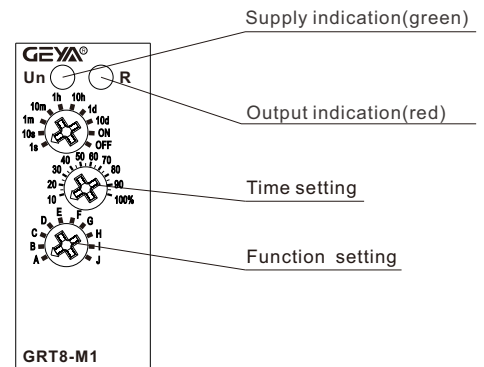 Supply indication(green)
GEYA®
Un R
Output indication(red)
1s 10s 1m 10m 1h 10h 1d 10d ON OFF
Time setting
10 20 30 40 50 60 70 80 90 100%
Function setting
A B C D E F G H I J
GRT8-M1